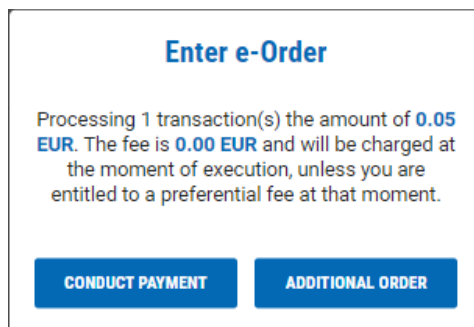 Enter e-Order
Processing 1 transaction(s) the amount of 0.05
EUR. The fee is 0.00 EUR and will be charged at
the moment of execution, unless you are
entitled to a preferential fee at that moment.
CONDUCT PAYMENT
ADDITIONAL ORDER